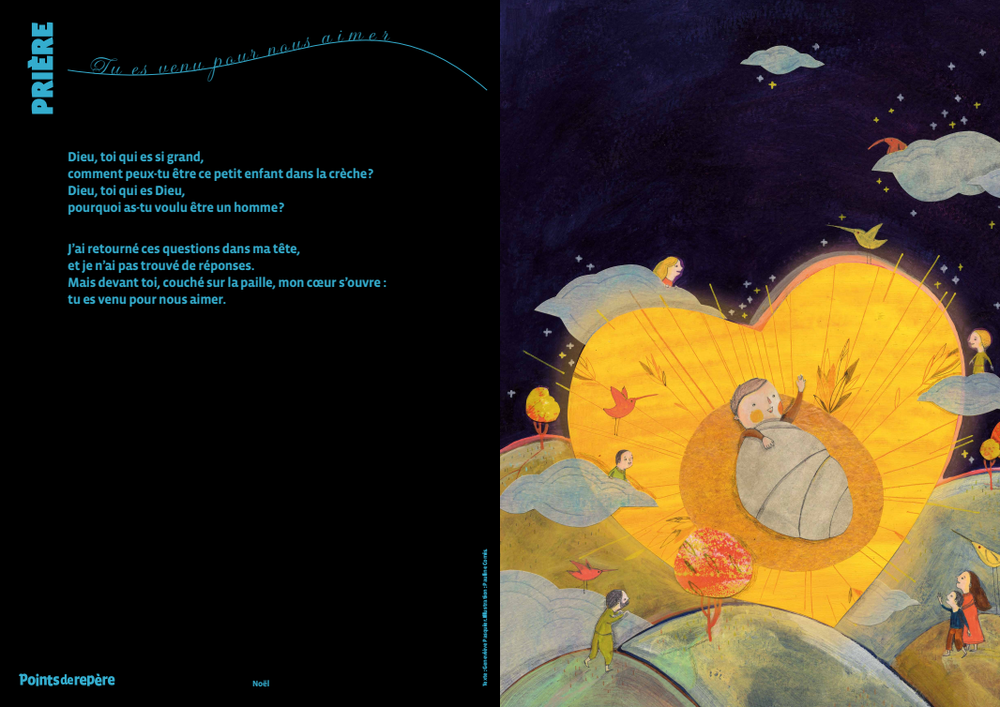 PRIÈRE
Tu es venu pour nous aimer
Dieu, toi qui es si grand,
comment peux-tu être ce petit enfant dans la crèche ?
Dieu, toi qui es Dieu,
pourquoi as-tu voulu être un homme ?
J'ai retourné ces questions dans ma tête,
et je n'ai pas trouvé de réponses.
Mais devant toi, couché sur la paille, mon cœur s'ouvre :
tu es venu pour nous aimer.
Texte : Geneviève Pasquier. Illustration : Pauline Comis.
Points de repère
Noël